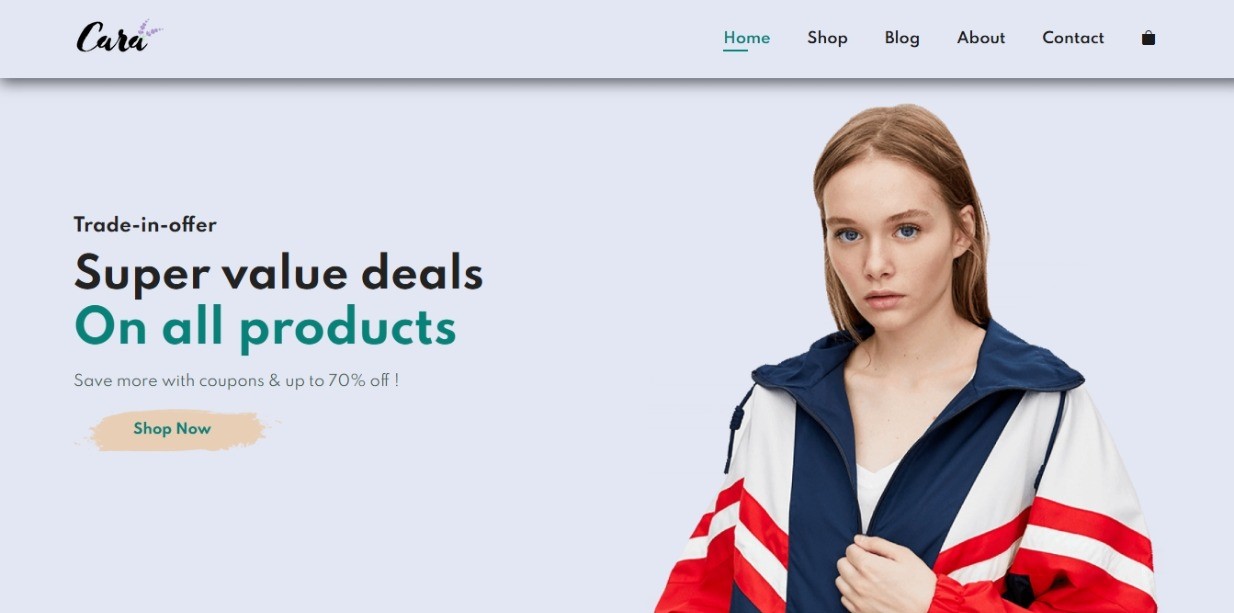 Cara
Home Shop Blog About Contact
Trade-in-offer
Super value deals
On all products
Save more with coupons & up to 70% off !
Shop Now